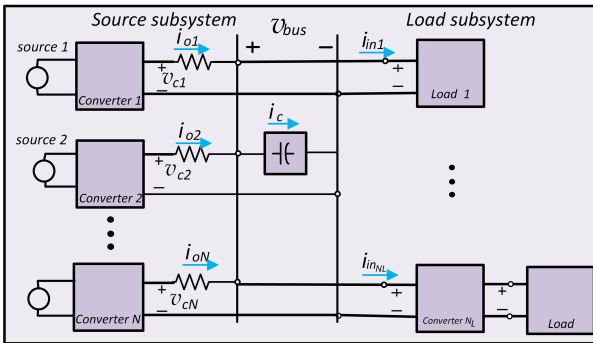 Source subsystem
v_bus
Load subsystem
source 1
i_o1
+ −
i_in1
+
v_c1
−
Converter 1
+
−
Load 1
source 2
i_o2
i_c
+
v_c2
−
Converter 2
i_oN
i_in_NL
+
v_cN
−
Converter N
+
−
Converter N_L
+
−
Load